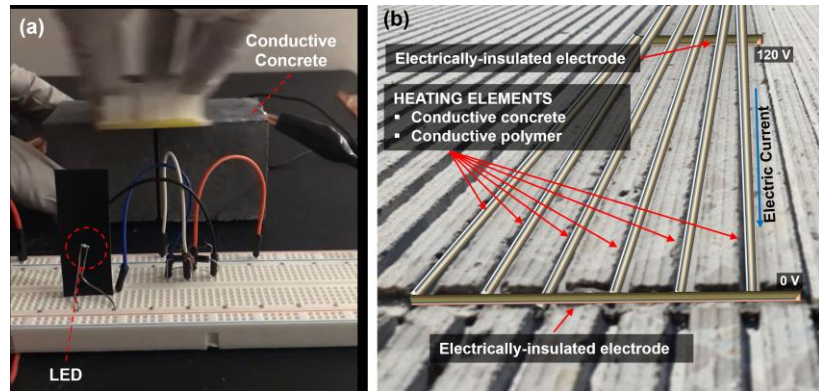 (a)
Conductive
Concrete
LED
(b)
Electrically-insulated electrode
120 V
HEATING ELEMENTS
▪ Conductive concrete
▪ Conductive polymer
Electric Current
0 V
Electrically-insulated electrode